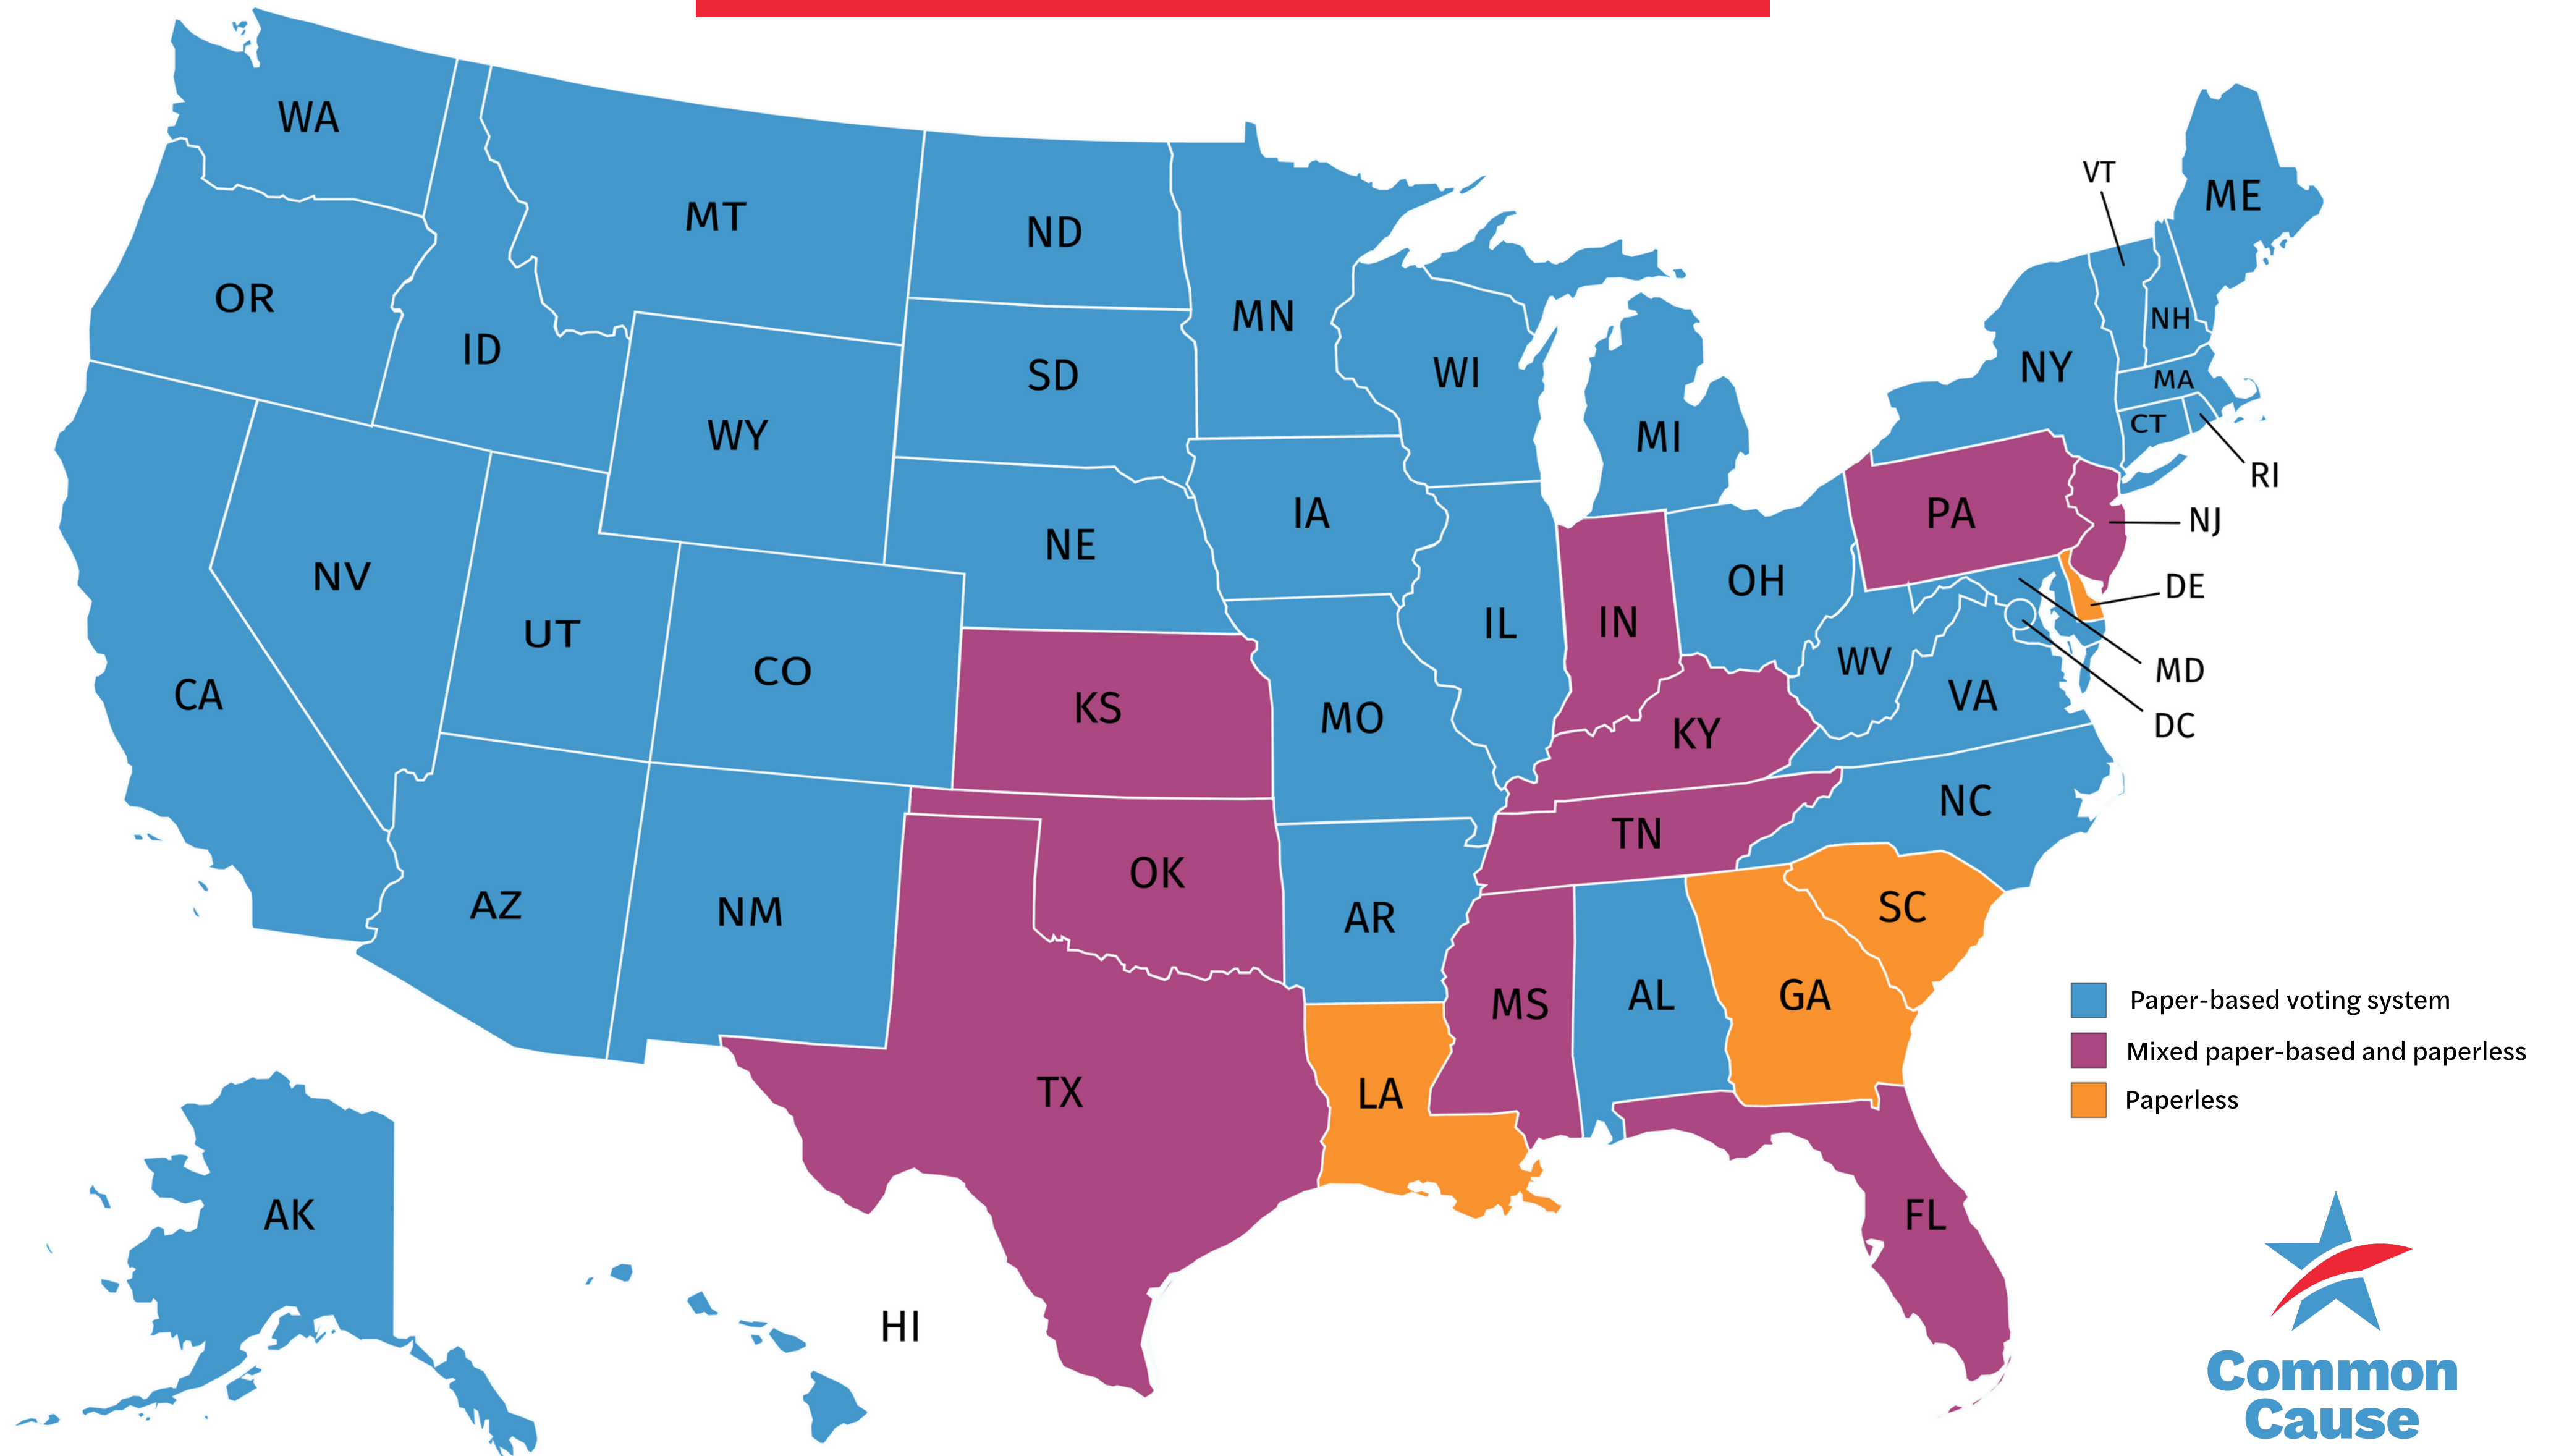 WA
MT
ND
MN
VT
ME
OR
ID
SD
WI
NH
NY
MA
WY
MI
CT
RI
IA
PA
NJ
NE
NV
OH
DE
UT
IL
IN
CO
WV
MD
CA
KS
MO
KY
VA
DC
NC
TN
OK
AZ
NM
AR
SC
MS
AL
GA
TX
LA
Paper-based voting system
Mixed paper-based and paperless
Paperless
AK
FL
HI
Common
Cause